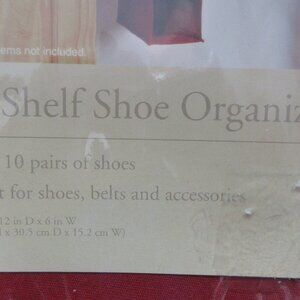 ems not included.
Shelf Shoe Organiz
10 pairs of shoes
t for shoes, belts and accessories
12 in D x 6 in W
x 30.5 cm D x 15.2 cm W)